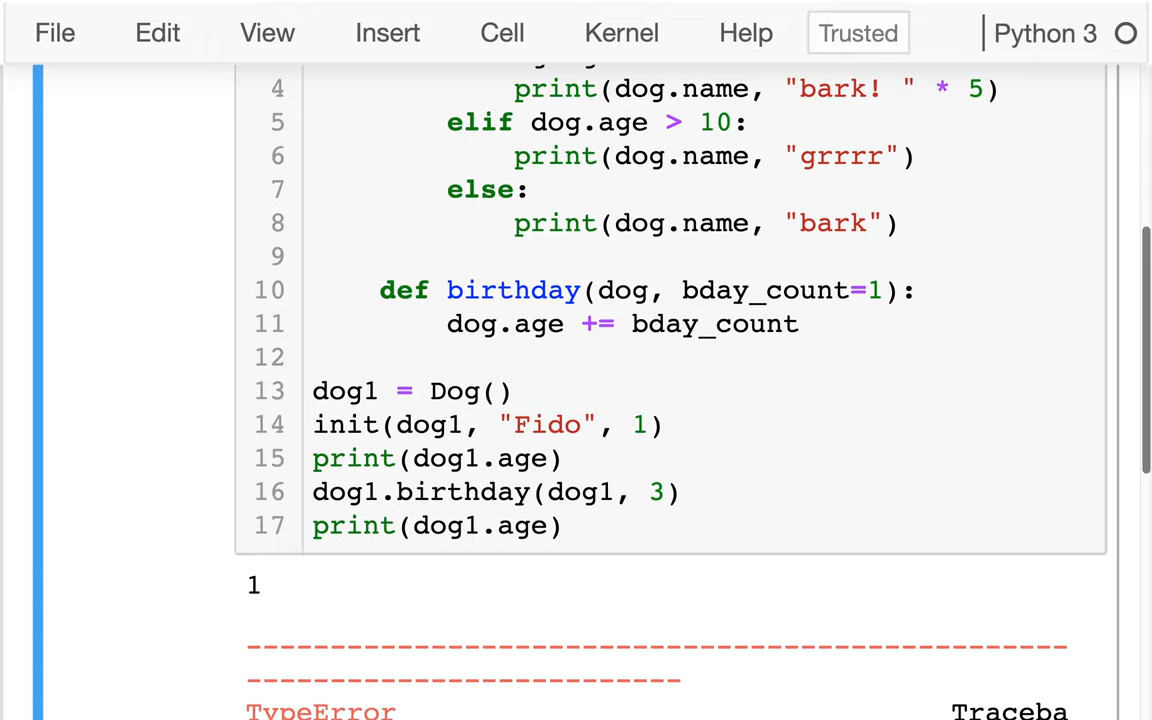 File Edit View Insert Cell Kernel Help Trusted Python 3
4 print(dog.name, "bark! " * 5)
5 elif dog.age > 10:
6 print(dog.name, "grrrr")
7 else:
8 print(dog.name, "bark")
9
10 def birthday(dog, bday_count=1):
11 dog.age += bday_count
12
13 dog1 = Dog()
14 init(dog1, "Fido", 1)
15 print(dog1.age)
16 dog1.birthday(dog1, 3)
17 print(dog1.age)
1
---------------------------------------------------------------------------
TypeError Traceba